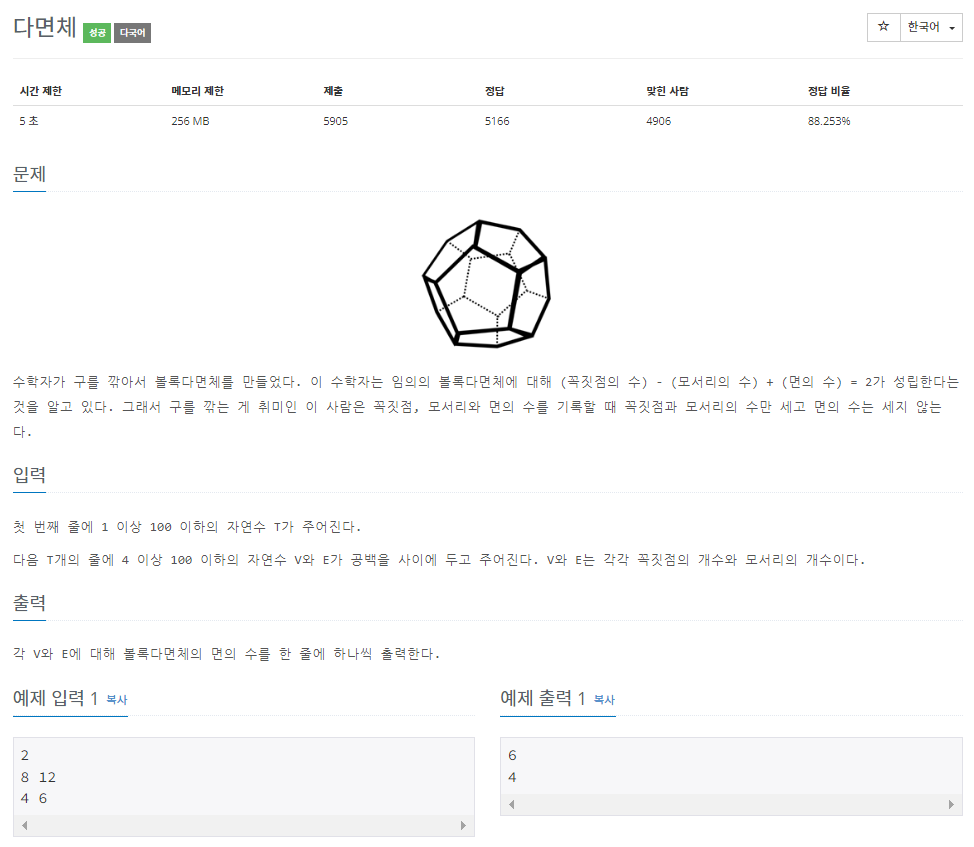 다면체 성공 다국어
☆ 한국어
시간 제한 메모리 제한 제출 정답 맞힌 사람 정답 비율
5 초 256 MB 5905 5166 4906 88.253%
문제
수학자가 구를 깎아서 볼록다면체를 만들었다. 이 수학자는 임의의 볼록다면체에 대해 (꼭짓점의 수) - (모서리의 수) + (면의 수) = 2가 성립한다는
것을 알고 있다. 그래서 구를 깎는 게 취미인 이 사람은 꼭짓점, 모서리와 면의 수를 기록할 때 꼭짓점과 모서리의 수만 세고 면의 수는 세지 않는
다.
입력
첫 번째 줄에 1 이상 100 이하의 자연수 T가 주어진다.
다음 T개의 줄에 4 이상 100 이하의 자연수 V와 E가 공백을 사이에 두고 주어진다. V와 E는 각각 꼭짓점의 개수와 모서리의 개수이다.
출력
각 V와 E에 대해 볼록다면체의 면의 수를 한 줄에 하나씩 출력한다.
예제 입력 1 복사
2
8 12
4 6
예제 출력 1 복사
6
4